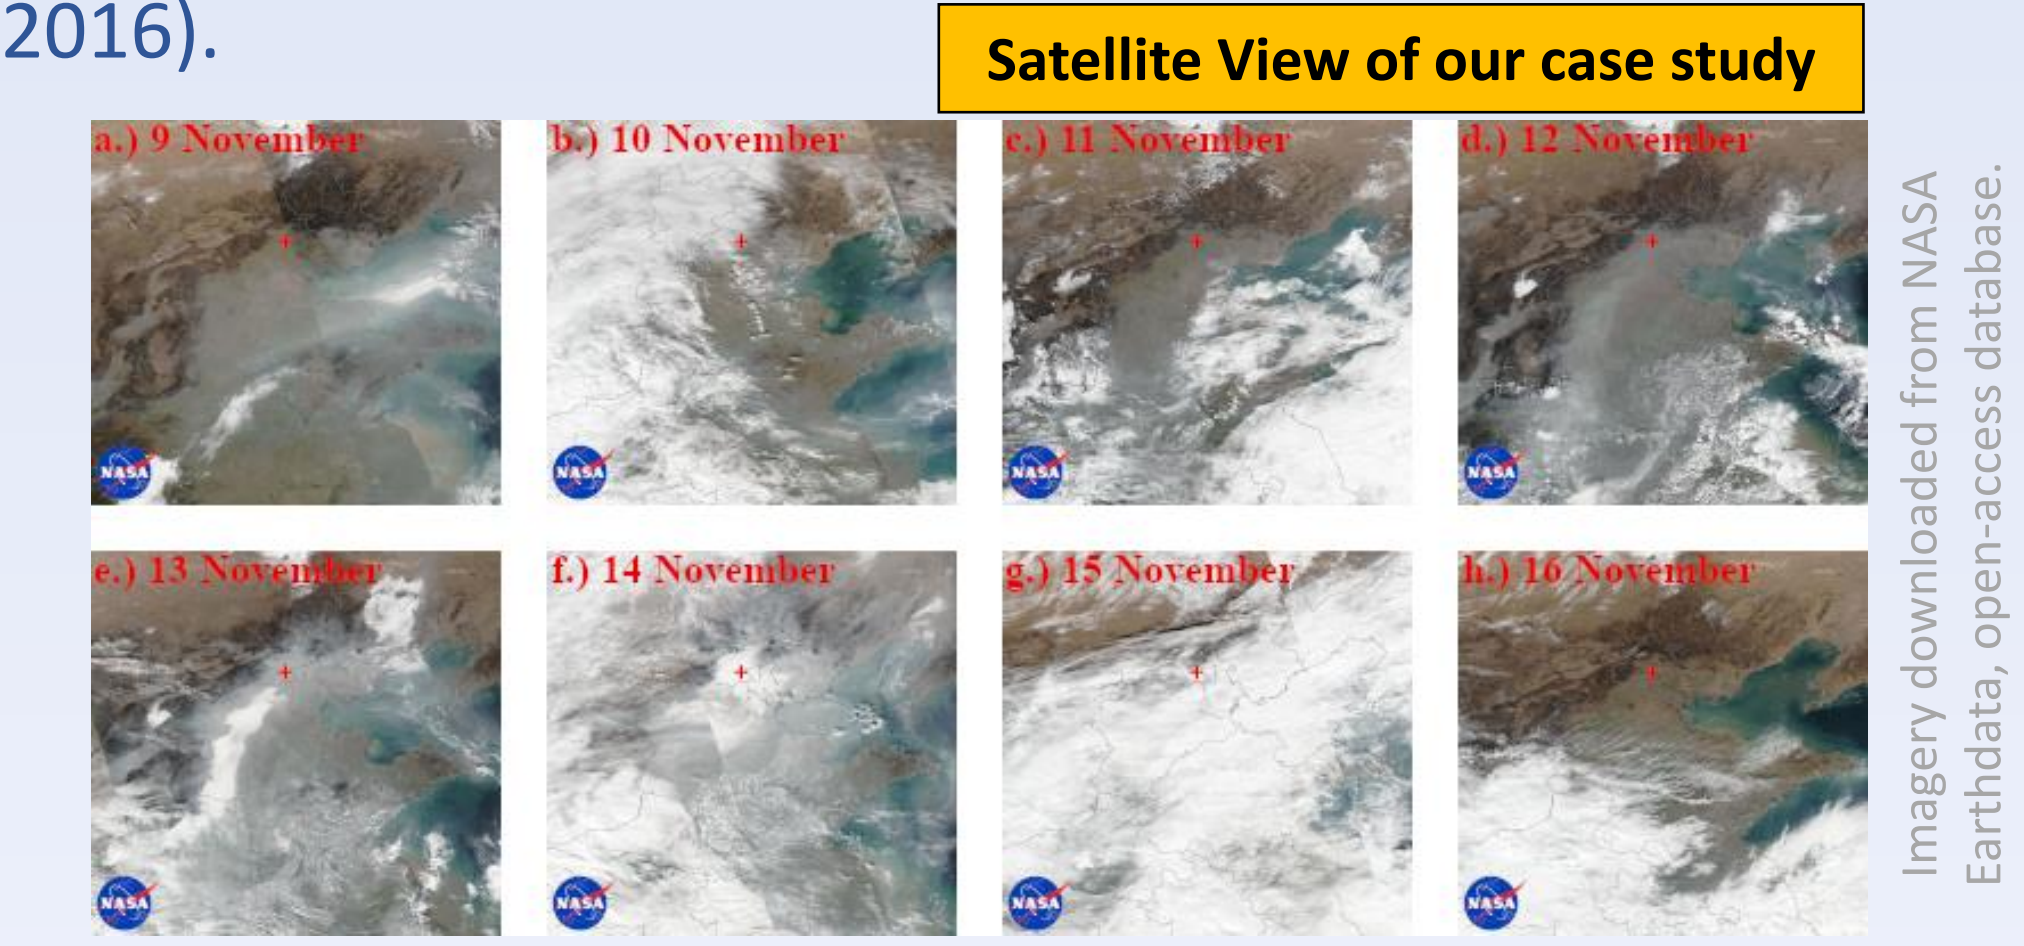 2016).
Satellite View of our case study
a.) 9 November
b.) 10 November
c.) 11 November
d.) 12 November
NASA
NASA
NASA
NASA
e.) 13 November
f.) 14 November
g.) 15 November
h.) 16 November
NASA
NASA
NASA
NASA
Imagery downloaded from NASA
Earthdata, open-access database.